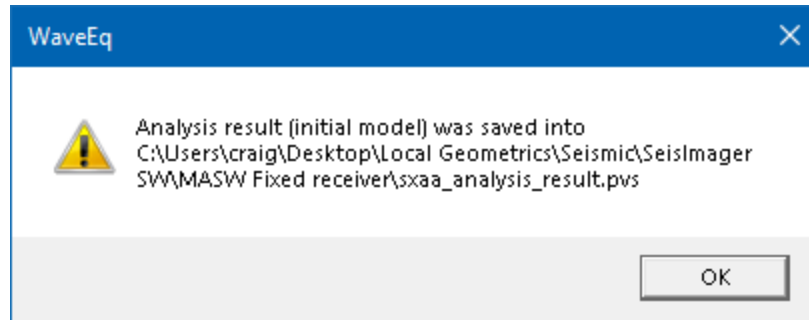 WaveEq
Analysis result (initial model) was saved into
C:\Users\craig\Desktop\Local Geometrics\Seismic\SeisImager
SW\MASW Fixed receiver\sxaa_analysis_result.pvs
OK